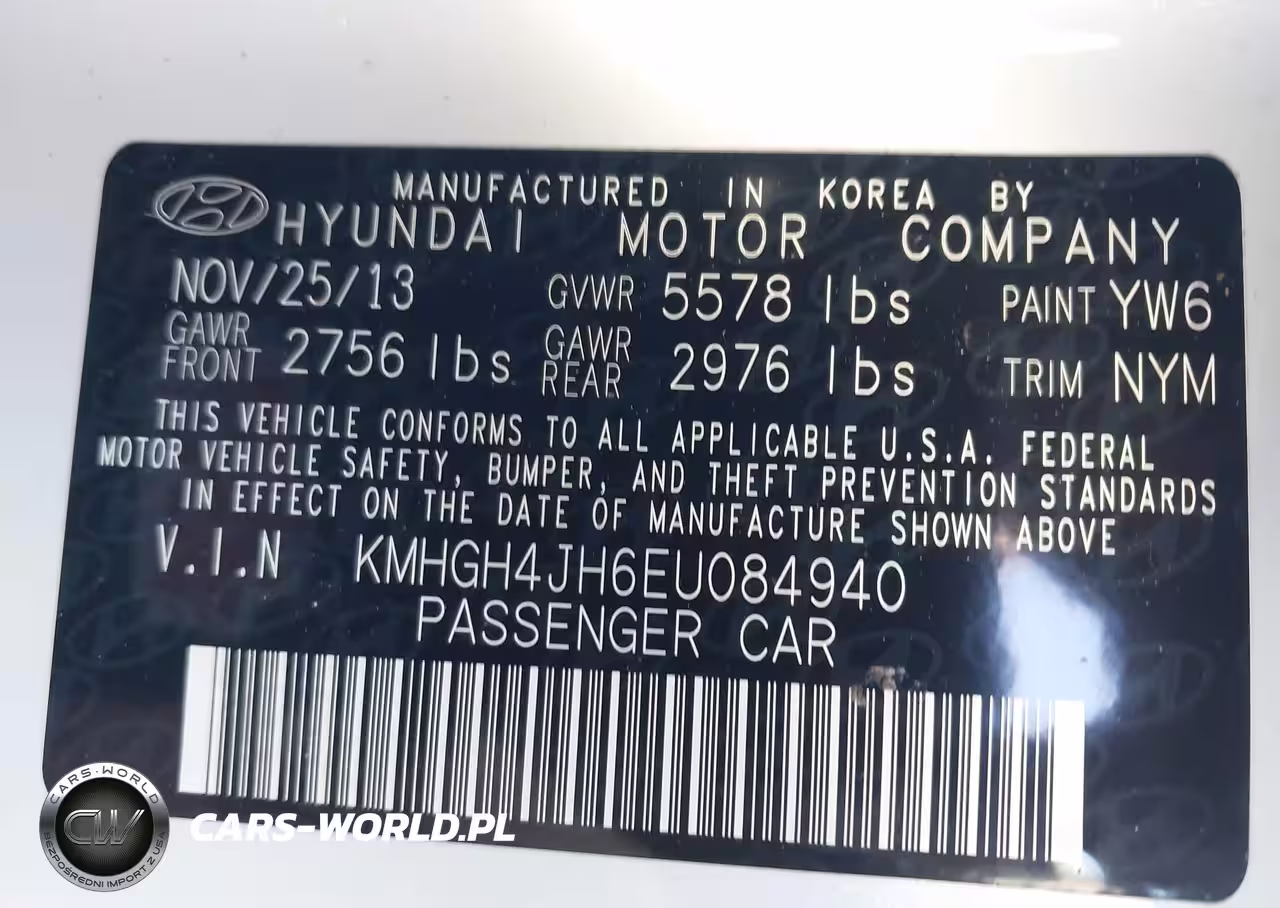 MANUFACTURED IN KOREA BY
HYUNDAI MOTOR COMPANY
NOV/25/13 GVWR 5578 lbs PAINT YW6
GAWR FRONT 2756 lbs GAWR REAR 2976 lbs TRIM NYM
THIS VEHICLE CONFORMS TO ALL APPLICABLE U.S.A. FEDERAL
MOTOR VEHICLE SAFETY, BUMPER, AND THEFT PREVENTION STANDARDS
IN EFFECT ON THE DATE OF MANUFACTURE SHOWN ABOVE
V.I.N KMHGH4JH6EU084940
PASSENGER CAR
CARS-WORLD
CW
BEZPOŚREDNI IMPORT Z USA
CARS-WORLD.PL